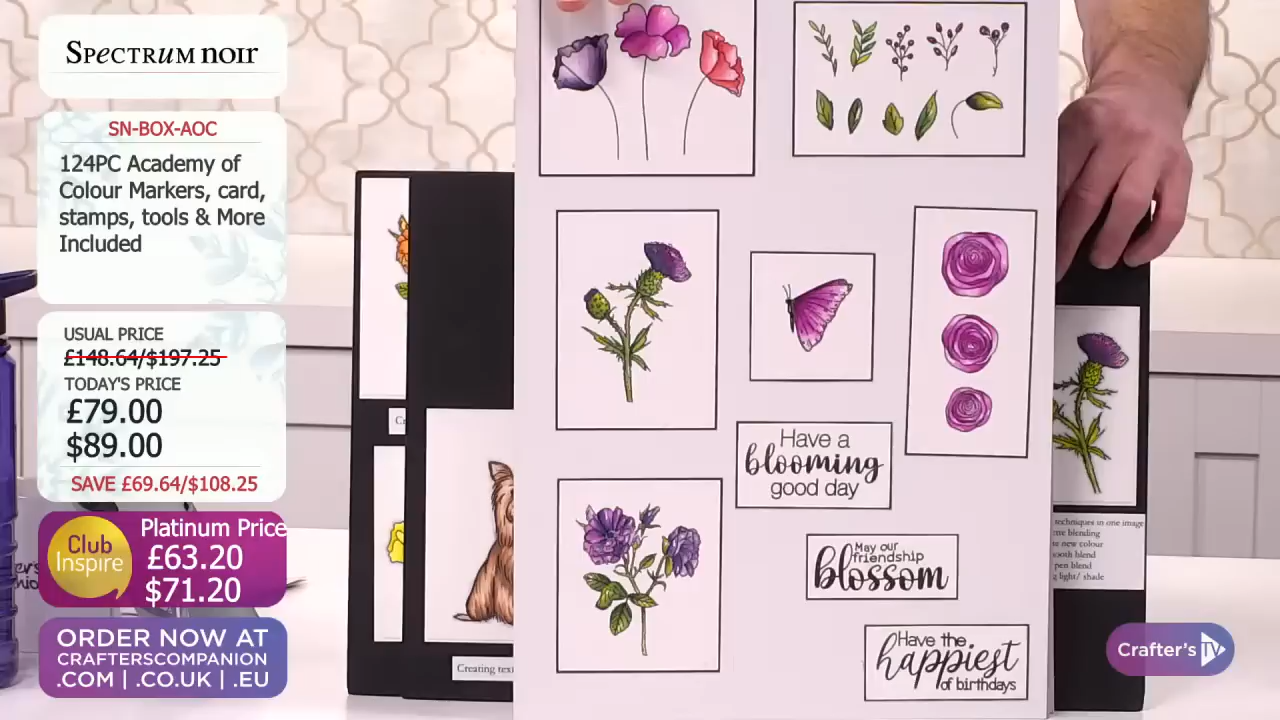 Spectrum noir
SN-BOX-AOC
124PC Academy of
Colour Markers, card,
stamps, tools & More
Included
USUAL PRICE
£148.64/$197.25
TODAY'S PRICE
£79.00
$89.00
SAVE £69.64/$108.25
Club
Inspire
Platinum Price
£63.20
$71.20
ORDER NOW AT
CRAFTERSCOMPANION
.COM | .CO.UK | .EU
Have a
blooming
good day
May our
friendship
blossom
Have the
happiest
of birthdays
techniques in one image
blending
new colour
blend
pen blend
light/ shade
Creating
Crafter's TV